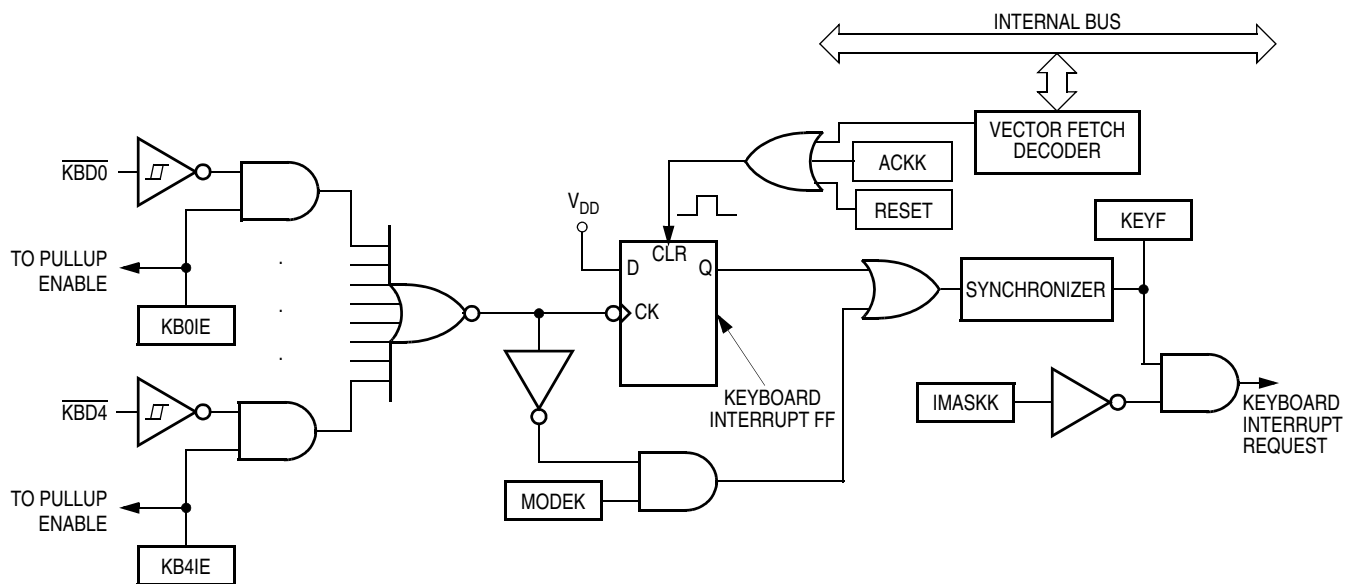 INTERNAL BUS
VECTOR FETCH
DECODER
ACKK
RESET
KBD0
TO PULLUP
ENABLE
KB0IE
.
.
.
KBD4
TO PULLUP
ENABLE
KB4IE
VDD
CLR
D
Q
CK
KEYBOARD
INTERRUPT FF
MODEK
SYNCHRONIZER
KEYF
IMASKK
KEYBOARD
INTERRUPT
REQUEST